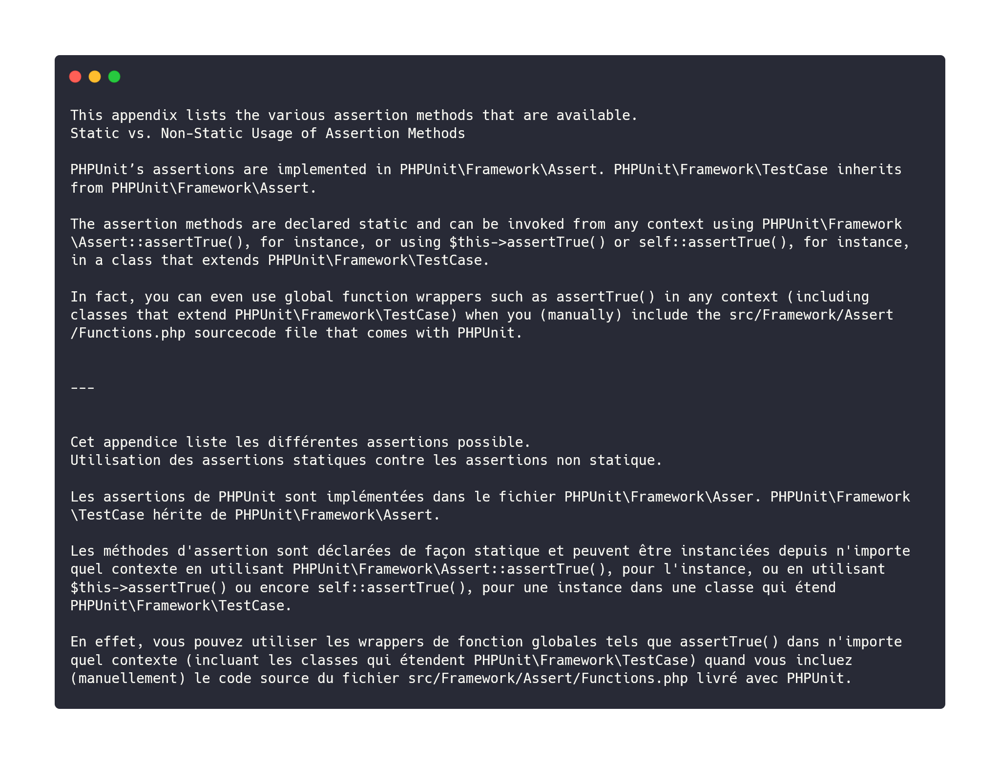 This appendix lists the various assertion methods that are available.
Static vs. Non-Static Usage of Assertion Methods
PHPUnit’s assertions are implemented in PHPUnit\Framework\Assert. PHPUnit\Framework\TestCase inherits
from PHPUnit\Framework\Assert.
The assertion methods are declared static and can be invoked from any context using PHPUnit\Framework
\Assert::assertTrue(), for instance, or using $this->assertTrue() or self::assertTrue(), for instance,
in a class that extends PHPUnit\Framework\TestCase.
In fact, you can even use global function wrappers such as assertTrue() in any context (including
classes that extend PHPUnit\Framework\TestCase) when you (manually) include the src/Framework/Assert
/Functions.php sourcecode file that comes with PHPUnit.
---
Cet appendice liste les différentes assertions possible.
Utilisation des assertions statiques contre les assertions non statique.
Les assertions de PHPUnit sont implémentées dans le fichier PHPUnit\Framework\Asser. PHPUnit\Framework
\TestCase hérite de PHPUnit\Framework\Assert.
Les méthodes d'assertion sont déclarées de façon statique et peuvent être instanciées depuis n'importe
quel contexte en utilisant PHPUnit\Framework\Assert::assertTrue(), pour l'instance, ou en utilisant
$this->assertTrue() ou encore self::assertTrue(), pour une instance dans une classe qui étend
PHPUnit\Framework\TestCase.
En effet, vous pouvez utiliser les wrappers de fonction globales tels que assertTrue() dans n'importe
quel contexte (incluant les classes qui étendent PHPUnit\Framework\TestCase) quand vous incluez
(manuellement) le code source du fichier src/Framework/Assert/Functions.php livré avec PHPUnit.